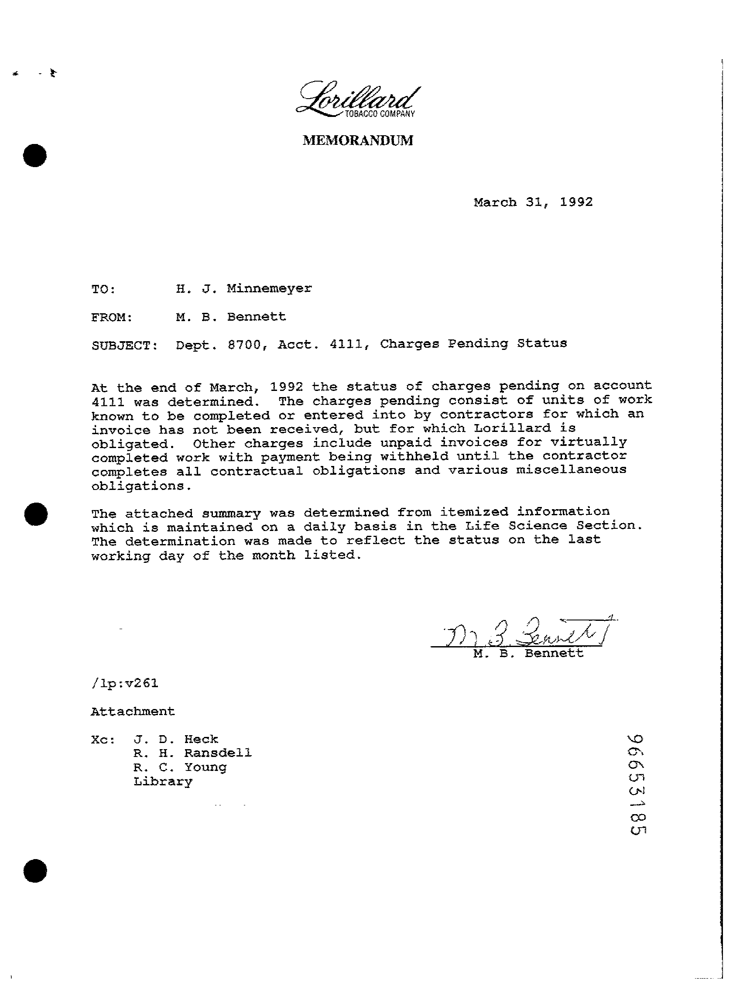 Lorillard
TOBACCO COMPANY
MEMORANDUM
March 31, 1992
TO: H. J. Minnemeyer
FROM: M. B. Bennett
SUBJECT: Dept. 8700, Acct. 4111, Charges Pending Status
At the end of March, 1992 the status of charges pending on account
4111 was determined. The charges pending consist of units of work
known to be completed or entered into by contractors for which an
invoice has not been received, but for which Lorillard is
obligated. Other charges include unpaid invoices for virtually
completed work with payment being withheld until the contractor
completes all contractual obligations and various miscellaneous
obligations.
The attached summary was determined from itemized information
which is maintained on a daily basis in the Life Science Section.
The determination was made to reflect the status on the last
working day of the month listed.
M B Bennett
M. B. Bennett
/lp:v261
Attachment
Xc: J. D. Heck
R. H. Ransdell
R. C. Young
Library
96653185